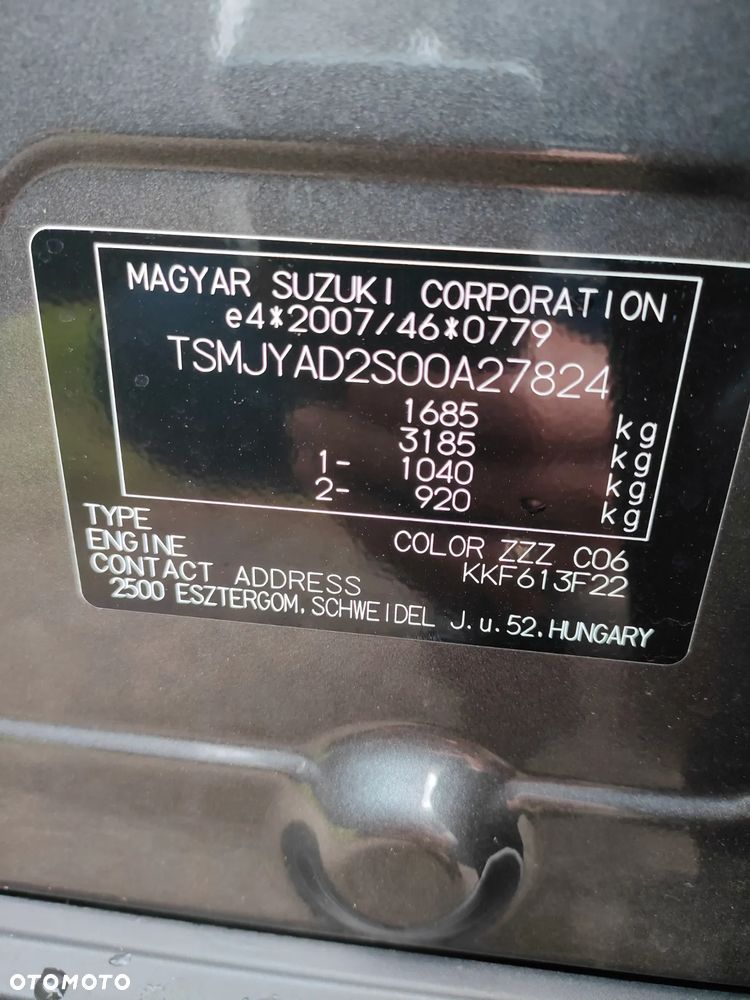 MAGYAR SUZUKI CORPORATION
e4*2007/46*0779
TSMJYAD2S00A27824
1685 kg
3185 kg
1- 1040 kg
2- 920 kg
TYPE
ENGINE COLOR ZZZ C06
CONTACT ADDRESS KKF613F22
2500 ESZTERGOM, SCHWEIDEL J.u.52.HUNGARY
OTOMOTO